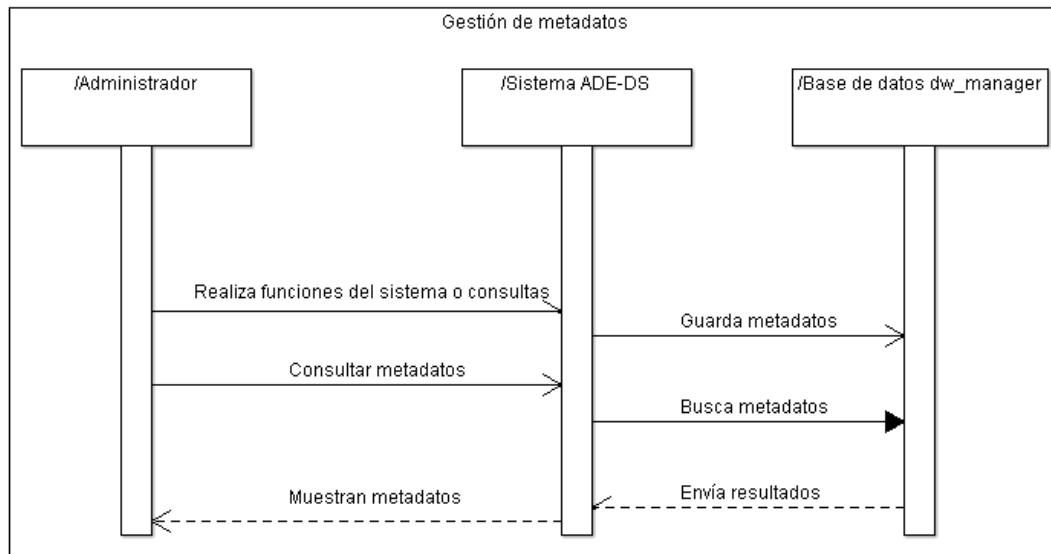 Gestión de metadatos
/Administrador
/Sistema ADE-DS
/Base de datos dw_manager
Realiza funciones del sistema o consultas
Guarda metadatos
Consultar metadatos
Busca metadatos
Envía resultados
Muestran metadatos